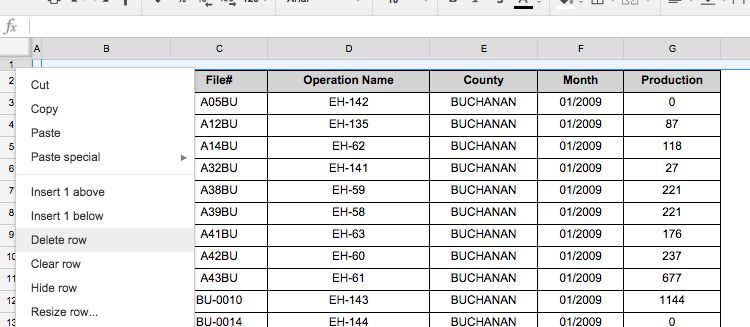 fx
A B C D E F G
1
2 File# Operation Name County Month Production
3 A05BU EH-142 BUCHANAN 01/2009 0
4 A12BU EH-135 BUCHANAN 01/2009 87
5 A14BU EH-62 BUCHANAN 01/2009 118
6 A32BU EH-141 BUCHANAN 01/2009 27
7 A38BU EH-59 BUCHANAN 01/2009 221
8 A39BU EH-58 BUCHANAN 01/2009 221
9 A41BU EH-63 BUCHANAN 01/2009 176
10 A42BU EH-60 BUCHANAN 01/2009 237
11 A43BU EH-61 BUCHANAN 01/2009 677
12 BU-0010 EH-143 BUCHANAN 01/2009 1144
13 BU-0014 EH-144 BUCHANAN 01/2009 0
Cut
Copy
Paste
Paste special
Insert 1 above
Insert 1 below
Delete row
Clear row
Hide row
Resize row...